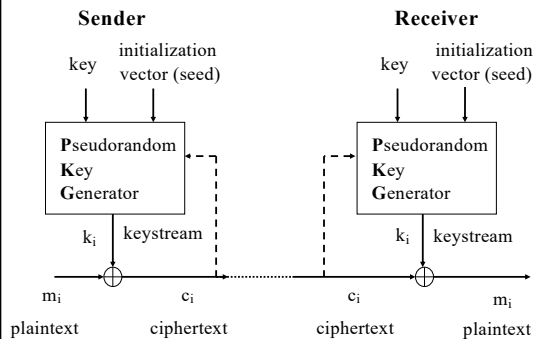 Sender
key
initialization
vector (seed)
Pseudorandom
Key
Generator
kᵢ
keystream
mᵢ
cᵢ
plaintext
ciphertext
Receiver
key
initialization
vector (seed)
Pseudorandom
Key
Generator
kᵢ
keystream
cᵢ
mᵢ
ciphertext
plaintext